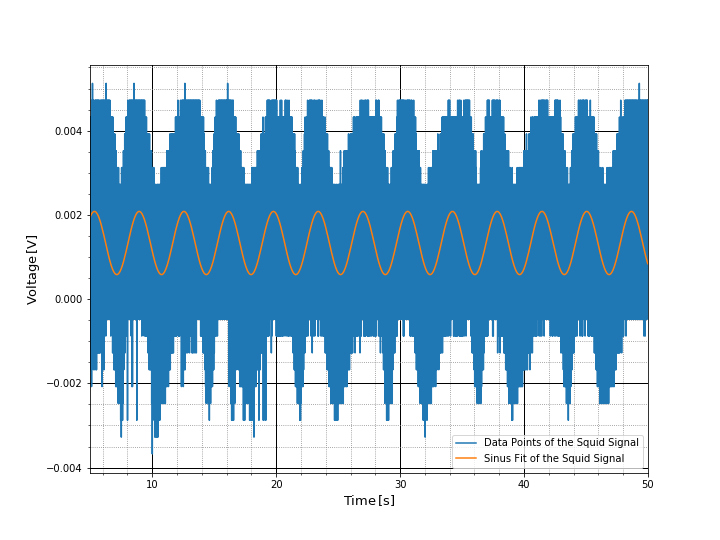 0.004
0.002
0.000
−0.002
−0.004
Voltage [V]
10
20
30
40
50
Time [s]
Data Points of the Squid Signal
Sinus Fit of the Squid Signal